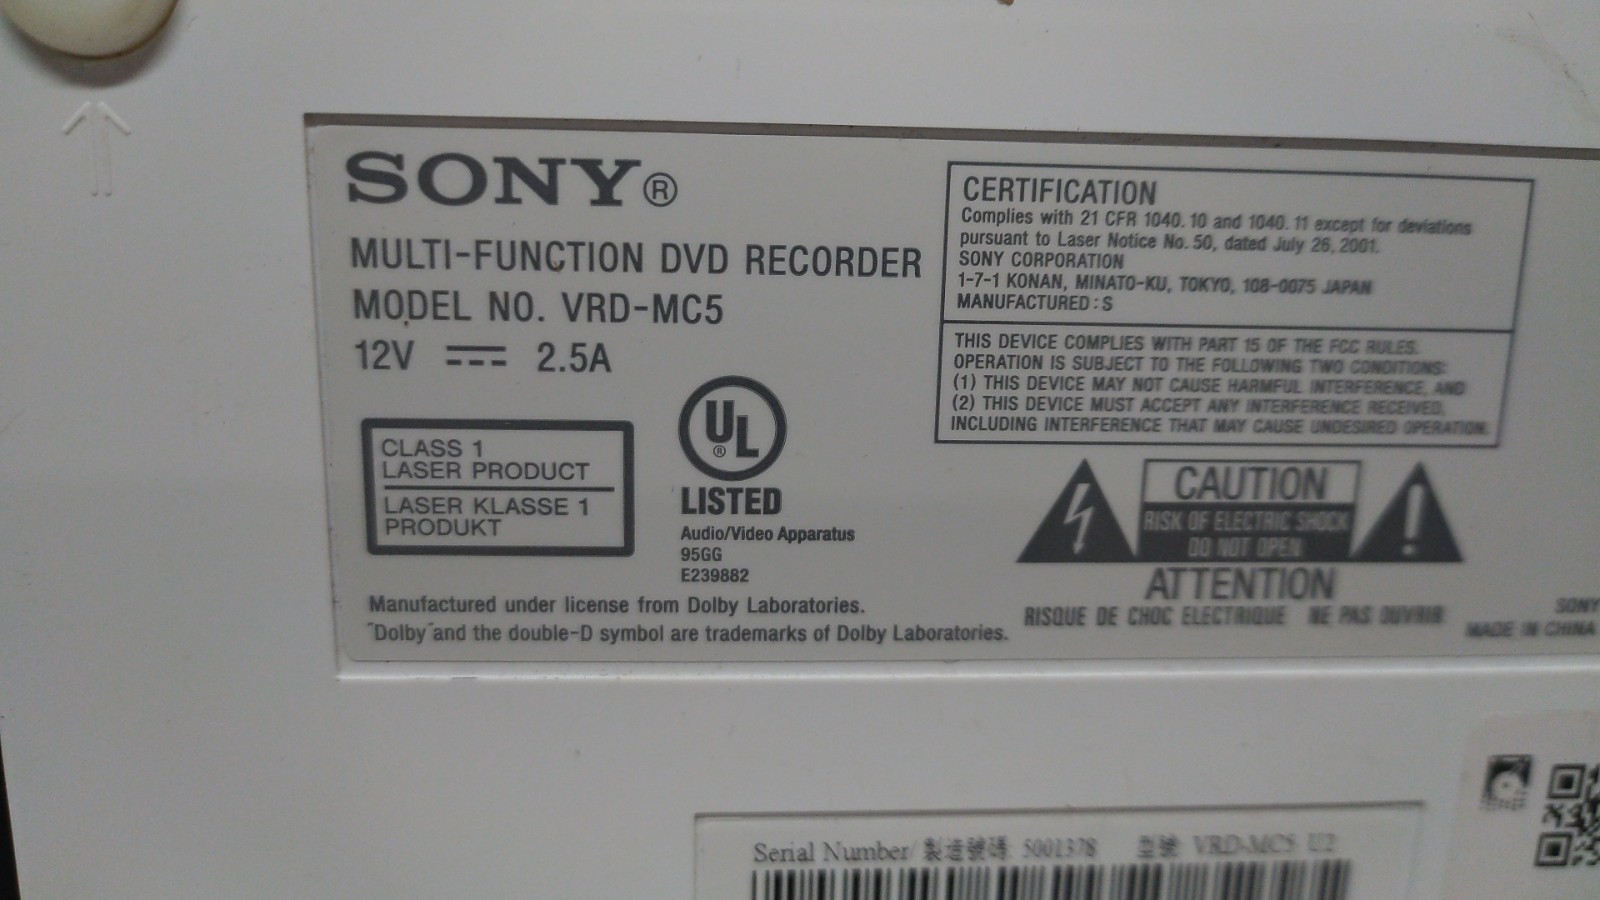 SONY®
MULTI-FUNCTION DVD RECORDER
MODEL NO. VRD-MC5
12V 2.5A
CLASS 1
LASER PRODUCT
LASER KLASSE 1
PRODUKT
UL®
LISTED
Audio/Video Apparatus
95GG
E239882
Manufactured under license from Dolby Laboratories.
"Dolby"and the double-D symbol are trademarks of Dolby Laboratories.
CERTIFICATION
Complies with 21 CFR 1040.10 and 1040.11 except for deviations
pursuant to Laser Notice No.50, dated July 26, 2001.
SONY CORPORATION
1-7-1 KONAN, MINATO-KU, TOKYO, 108-0075 JAPAN
MANUFACTURED:S
THIS DEVICE COMPLIES WITH PART 15 OF THE FCC RULES.
OPERATION IS SUBJECT TO THE FOLLOWING TWO CONDITIONS:
(1) THIS DEVICE MAY NOT CAUSE HARMFUL INTERFERENCE, AND
(2) THIS DEVICE MUST ACCEPT ANY INTERFERENCE RECEIVED,
INCLUDING INTERFERENCE THAT MAY CAUSE UNDESIRED OPERATION.
CAUTION
RISK OF ELECTRIC SHOCK
DO NOT OPEN
ATTENTION
RISQUE DE CHOC ELECTRIQUE NE PAS OUVRIR
SONY
MADE IN CHINA
Serial Number/製造號碼: 5001378 型號: VRD-MC5 U2